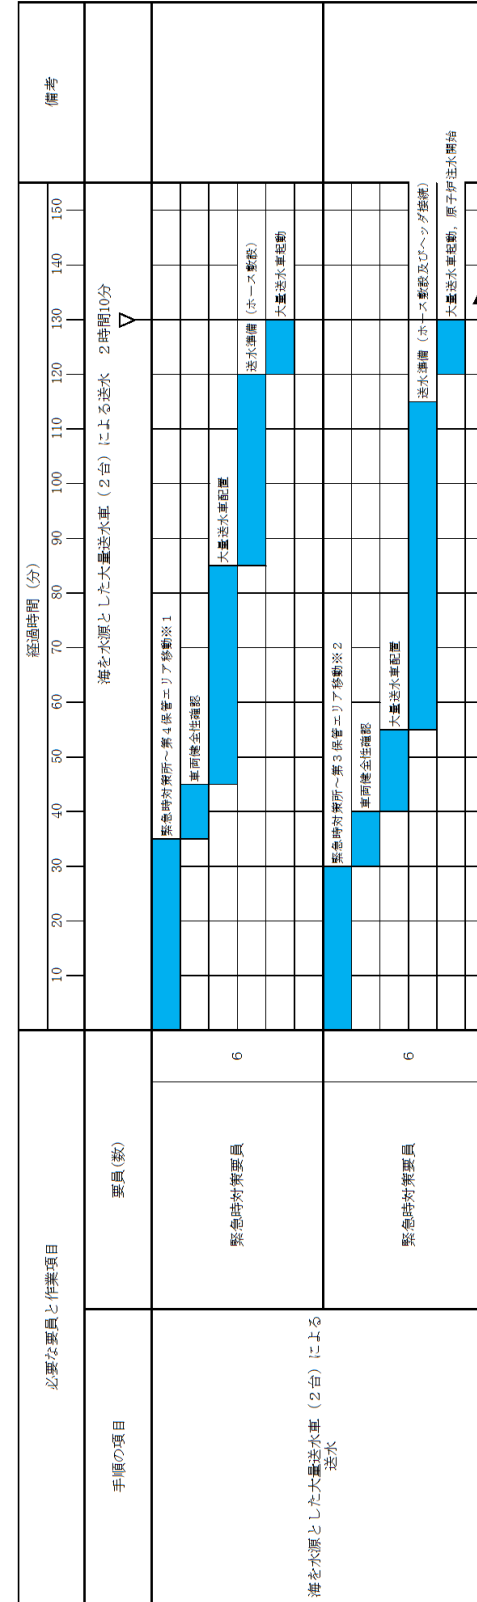 必要な要員と作業項目
経過時間（分）
備考
10 20 30 40 50 60 70 80 90 100 110 120 130 140 150
手順の項目
要員(数)
海を水源とした大量送水車（２台）による送水　２時間10分
海を水源とした大量送水車（２台）による
送水
緊急時対策要員
6
緊急時対策所～第４保管エリア移動※１
車両健全性確認
大量送水車配置
送水準備（ホース敷設）
大量送水車起動
緊急時対策要員
6
緊急時対策所～第３保管エリア移動※２
車両健全性確認
大量送水車配置
送水準備（ホース敷設及びヘッダ接続）
大量送水車起動，原子炉注水開始